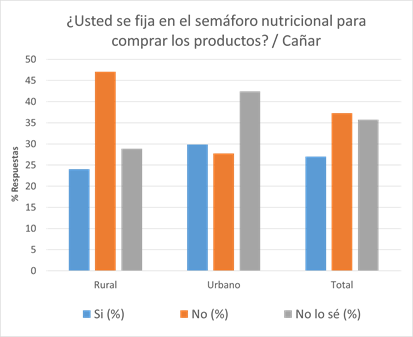 ¿Usted se fija en el semáforo nutricional para
comprar los productos? / Cañar
50
45
40
35
30
25
20
15
10
5
0
% Respuestas
Rural
Urbano
Total
Si (%)
No (%)
No lo sé (%)